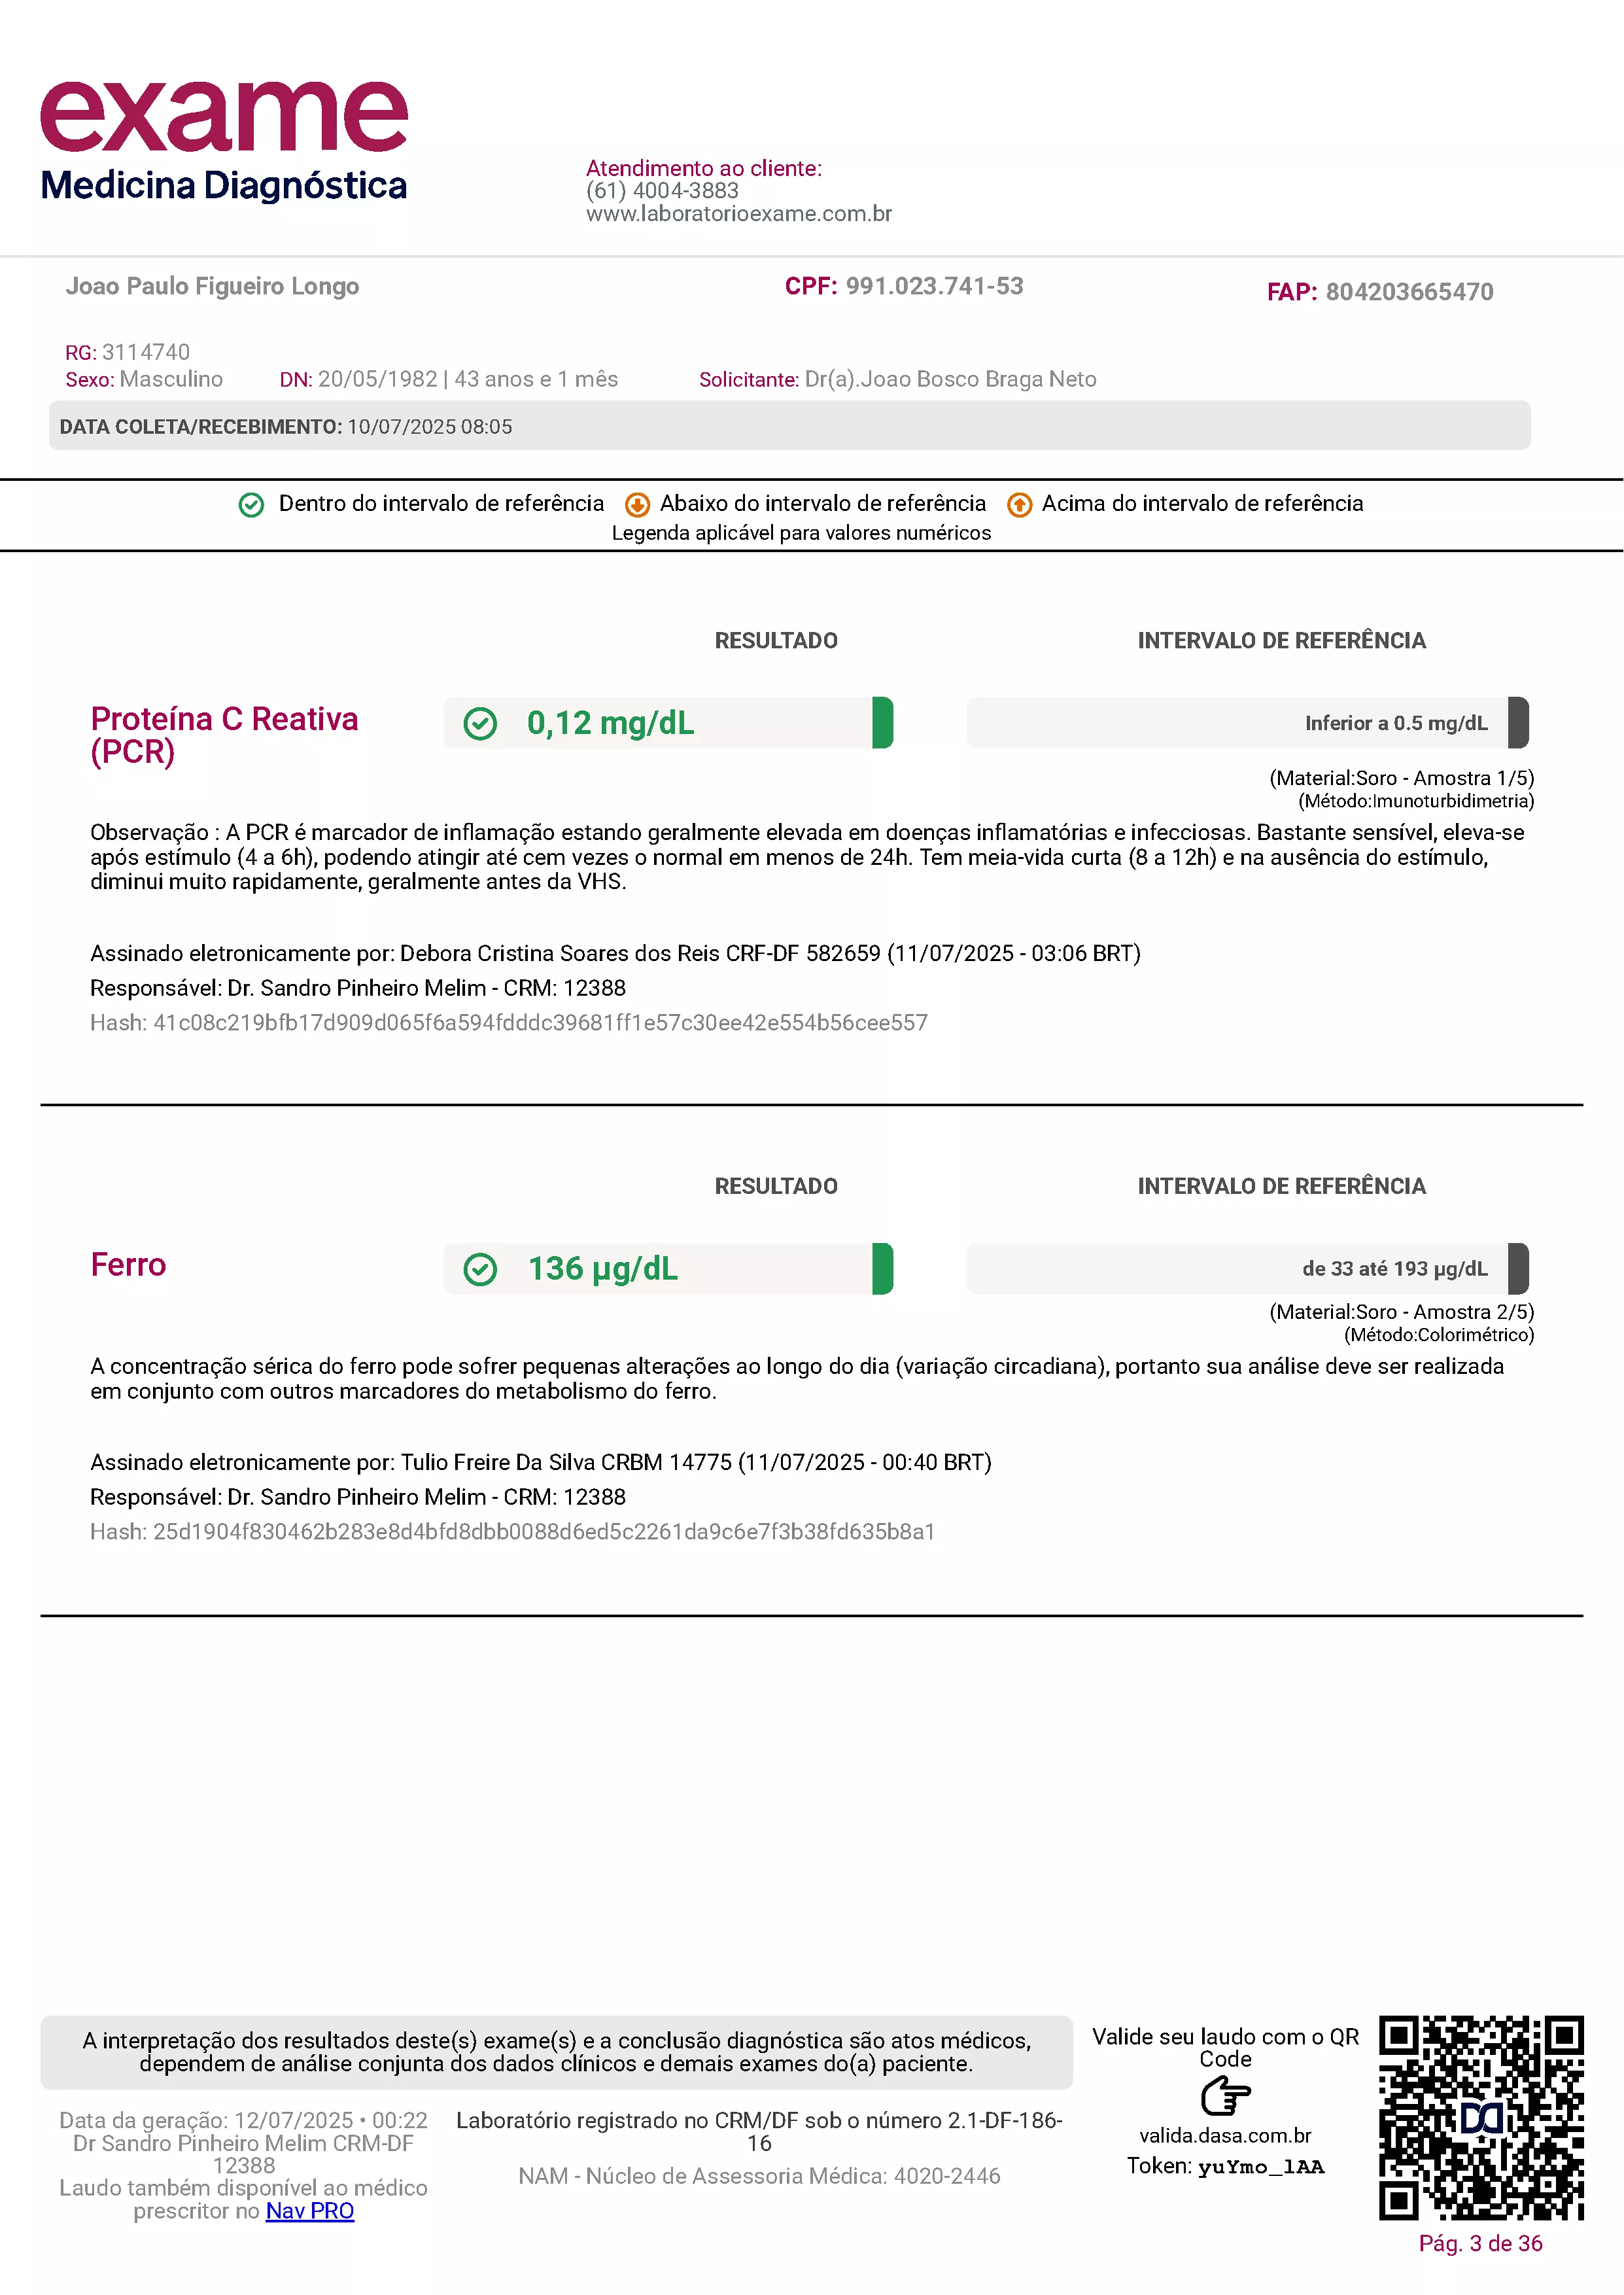 exame
Medicina Diagnóstica
Atendimento ao cliente:
(61) 4004-3883
www.laboratorioexame.com.br
Joao Paulo Figueiro Longo
CPF: 991.023.741-53
FAP: 804203665470
RG: 3114740
Sexo: Masculino DN: 20/05/1982 | 43 anos e 1 mês Solicitante: Dr(a).Joao Bosco Braga Neto
DATA COLETA/RECEBIMENTO: 10/07/2025 08:05
Dentro do intervalo de referência Abaixo do intervalo de referência Acima do intervalo de referência
Legenda aplicável para valores numéricos
RESULTADO INTERVALO DE REFERÊNCIA
Proteína C Reativa
(PCR)
0,12 mg/dL
Inferior a 0.5 mg/dL
(Material:Soro - Amostra 1/5)
(Método:Imunoturbidimetria)
Observação : A PCR é marcador de inflamação estando geralmente elevada em doenças inflamatórias e infecciosas. Bastante sensível, eleva-se
após estímulo (4 a 6h), podendo atingir até cem vezes o normal em menos de 24h. Tem meia-vida curta (8 a 12h) e na ausência do estímulo,
diminui muito rapidamente, geralmente antes da VHS.
Assinado eletronicamente por: Debora Cristina Soares dos Reis CRF-DF 582659 (11/07/2025 - 03:06 BRT)
Responsável: Dr. Sandro Pinheiro Melim - CRM: 12388
Hash: 41c08c219bfb17d909d065f6a594fdddc39681ff1e57c30ee42e554b56cee557
RESULTADO INTERVALO DE REFERÊNCIA
Ferro
136 µg/dL
de 33 até 193 µg/dL
(Material:Soro - Amostra 2/5)
(Método:Colorimétrico)
A concentração sérica do ferro pode sofrer pequenas alterações ao longo do dia (variação circadiana), portanto sua análise deve ser realizada
em conjunto com outros marcadores do metabolismo do ferro.
Assinado eletronicamente por: Tulio Freire Da Silva CRBM 14775 (11/07/2025 - 00:40 BRT)
Responsável: Dr. Sandro Pinheiro Melim - CRM: 12388
Hash: 25d1904f830462b283e8d4bfd8dbb0088d6ed5c2261da9c6e7f3b38fd635b8a1
A interpretação dos resultados deste(s) exame(s) e a conclusão diagnóstica são atos médicos,
dependem de análise conjunta dos dados clínicos e demais exames do(a) paciente.
Data da geração: 12/07/2025 • 00:22
Dr Sandro Pinheiro Melim CRM-DF
12388
Laudo também disponível ao médico
prescritor no Nav PRO
Laboratório registrado no CRM/DF sob o número 2.1-DF-186-
16
NAM - Núcleo de Assessoria Médica: 4020-2446
Valide seu laudo com o QR
Code
valida.dasa.com.br
Token: yuYmo_lAA
Pág. 3 de 36